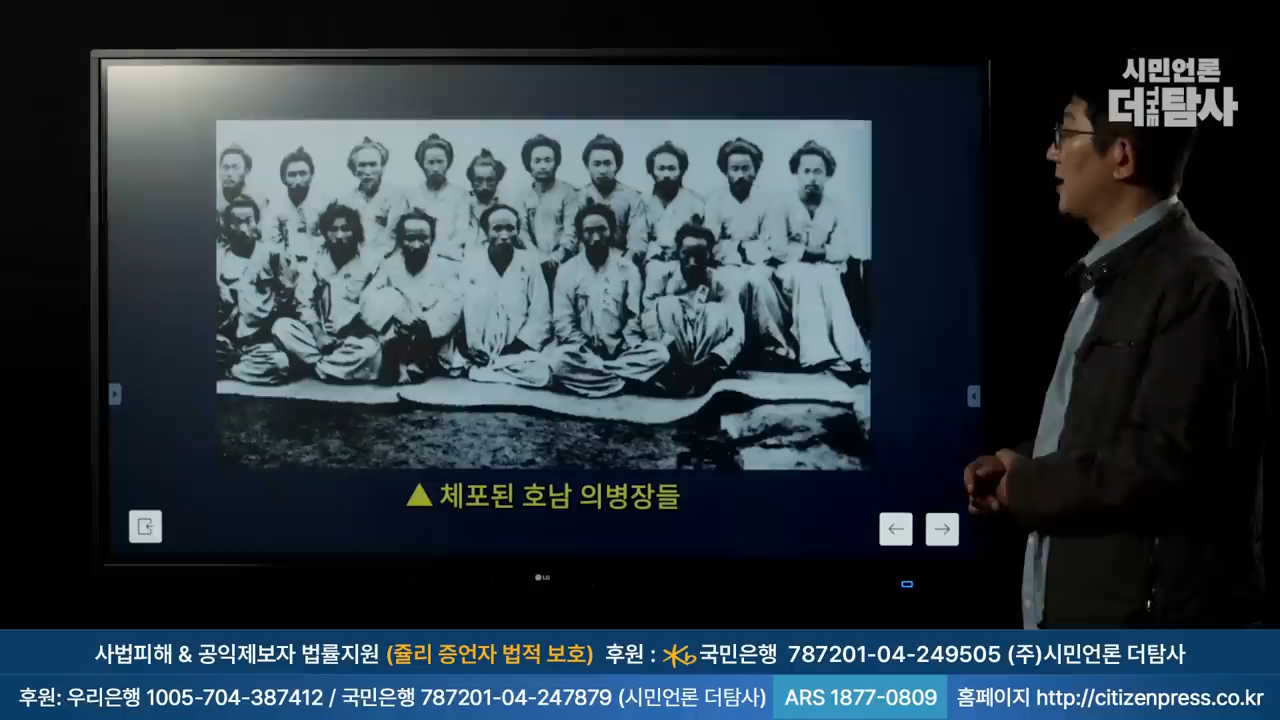 시민언론
더탐사
▲ 체포된 호남 의병장들
LG
사법피해 & 공익제보자 법률지원 (쥴리 증언자 법적 보호) 후원 : 국민은행 787201-04-249505 (주)시민언론 더탐사
후원: 우리은행 1005-704-387412 / 국민은행 787201-04-247879 (시민언론 더탐사) ARS 1877-0809 홈페이지 http://citizenpress.co.kr